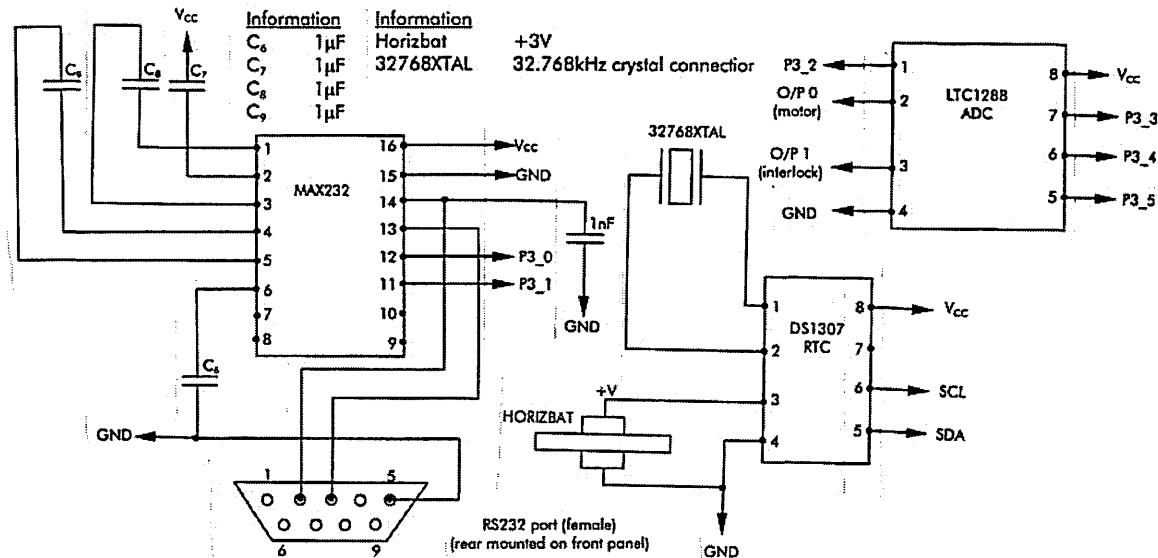 Vcc
Information Information
C₆ 1µF Horizbat +3V
C₇ 1µF 32768XTAL 32.768kHz crystal connectior
C₈ 1µF
C₉ 1µF
C₈ C₇
MAX232
1 16 Vcc
2 15 GND
3 14
4 13
5 12 P3_0
6 11 P3_1
7 10
8 9
1nF
GND
C₆
GND
1 5
6 9
RS232 port (female)
(rear mounted on front panel)
32768XTAL
P3_2 1 8 Vcc
O/P 0
(motor) 2 7 P3_3
LTC1288
ADC
O/P 1
(interlock) 3 6 P3_4
GND 4 5 P3_5
DS1307
RTC
1 8 Vcc
2 7
3 6 SCL
4 5 SDA
+V
HORIZBAT
GND